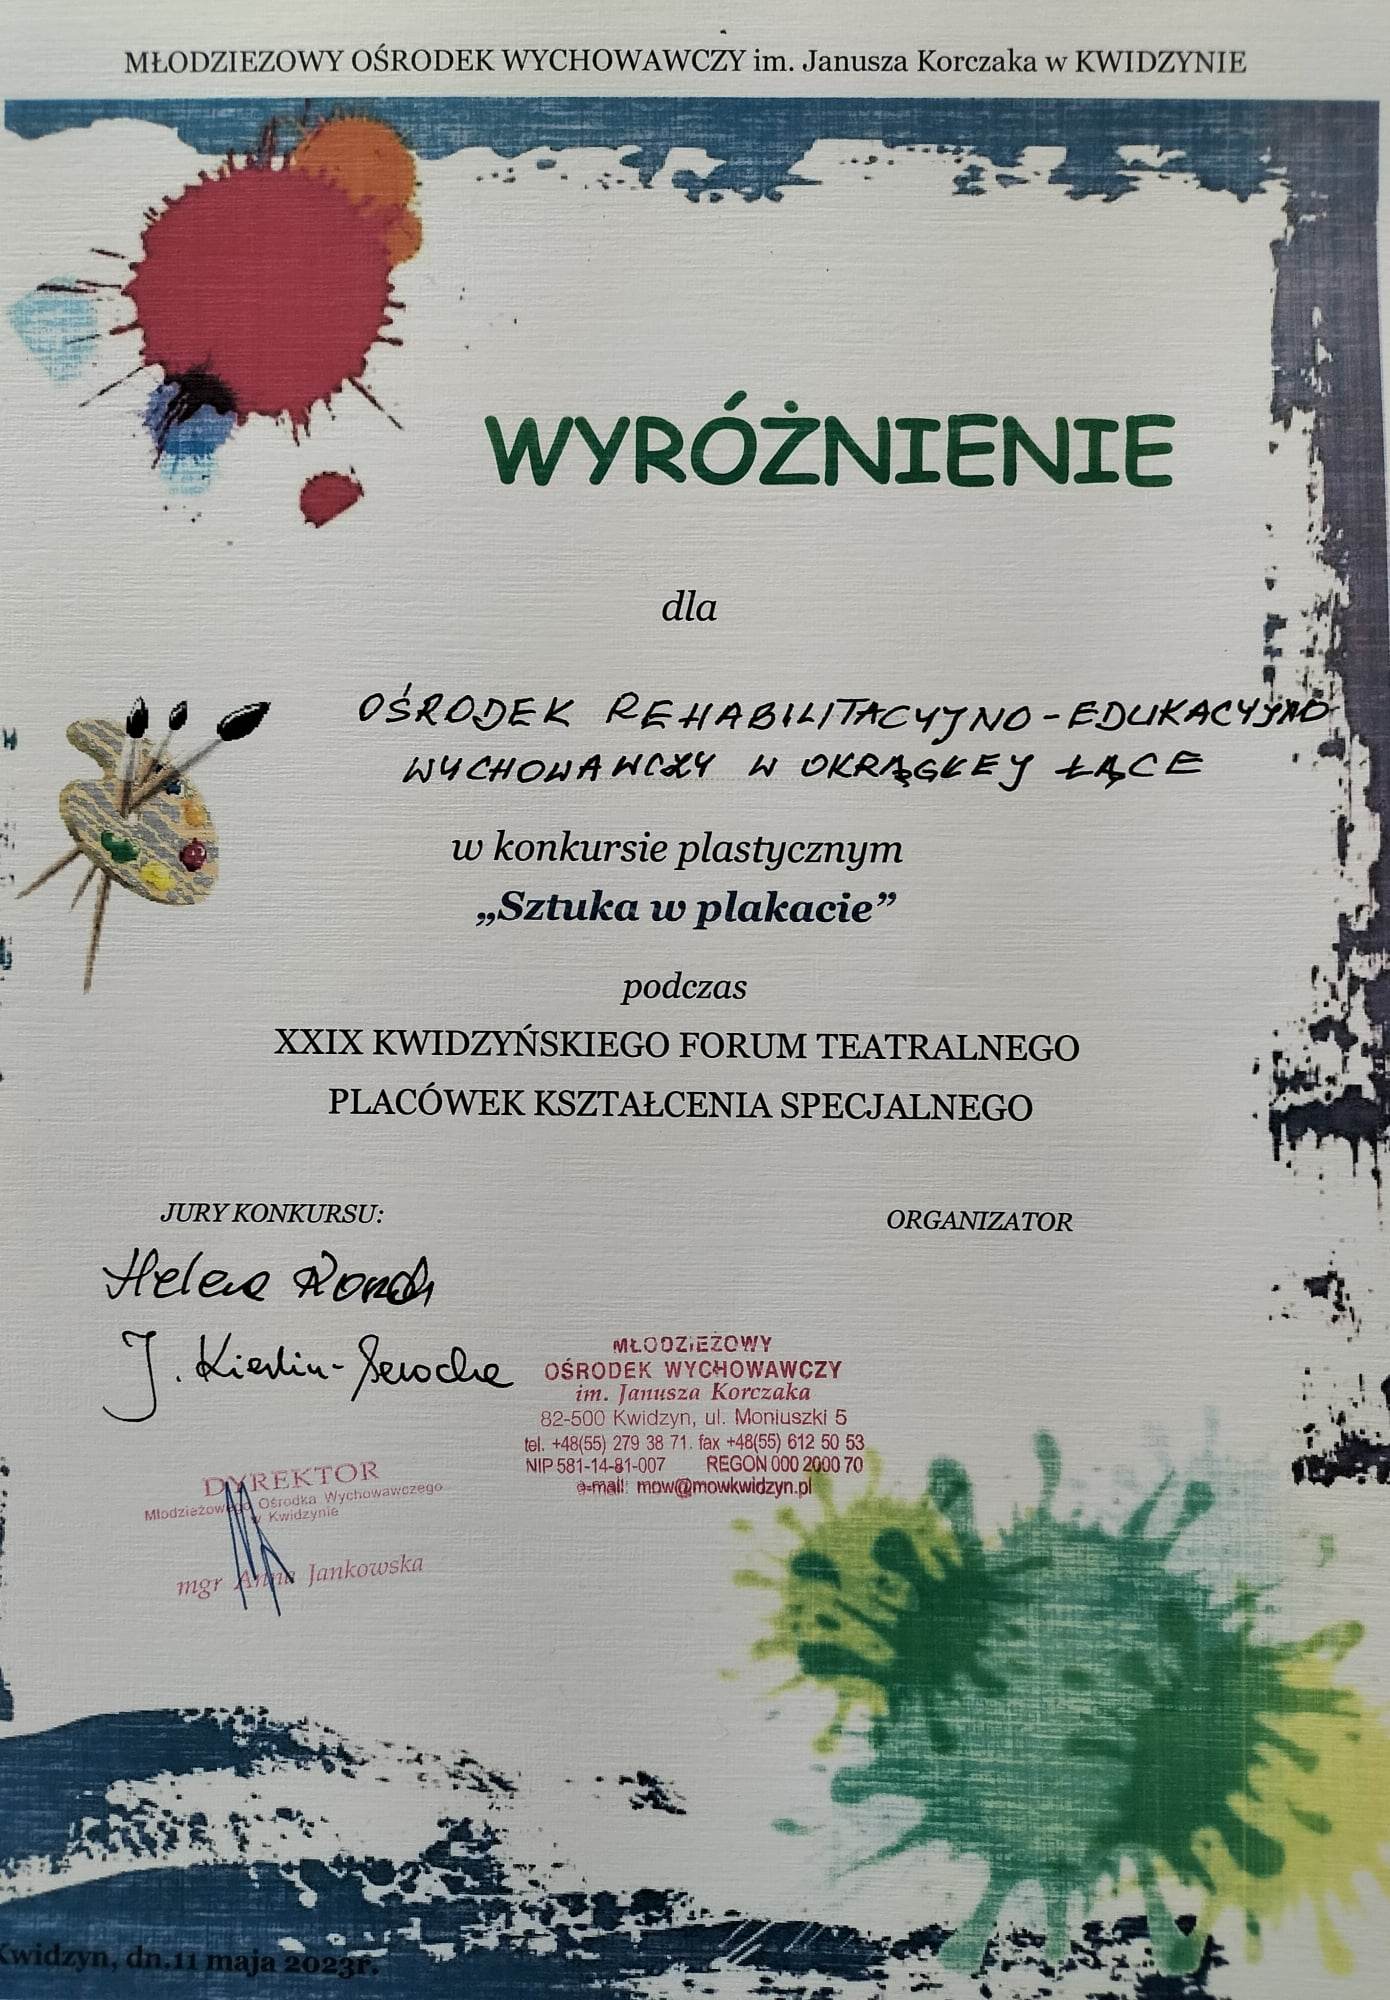 MŁODZIEZOWY OŚRODEK WYCHOWAWCZY im. Janusza Korczaka w KWIDZYNIE
WYRÓŻNIENIE
dla
OŚRODEK REHABILITACYJNO-EDUKACYJNO
WYCHOWAWCZY W OKRĄGŁEJ ŁĄCE
w konkursie plastycznym
„Sztuka w plakacie”
podczas
XXIX KWIDZYŃSKIEGO FORUM TEATRALNEGO
PLACÓWEK KSZTAŁCENIA SPECJALNEGO
JURY KONKURSU:
ORGANIZATOR
Helena
J.
MŁODZIEŻOWY
OŚRODEK WYCHOWAWCZY
im. Janusza Korczaka
82-500 Kwidzyn, ul. Moniuszki 5
tel. +48(55) 279 38 71. fax +48(55) 612 50 53
NIP 581-14-81-007 REGON 000 2000 70
e-mail: mow@mowkwidzyn.pl
DYREKTOR
Młodzieżowego Ośrodka Wychowawczego
w Kwidzynie
mgr Anna Jankowska
Kwidzyn, dn.11 maja 2023r.